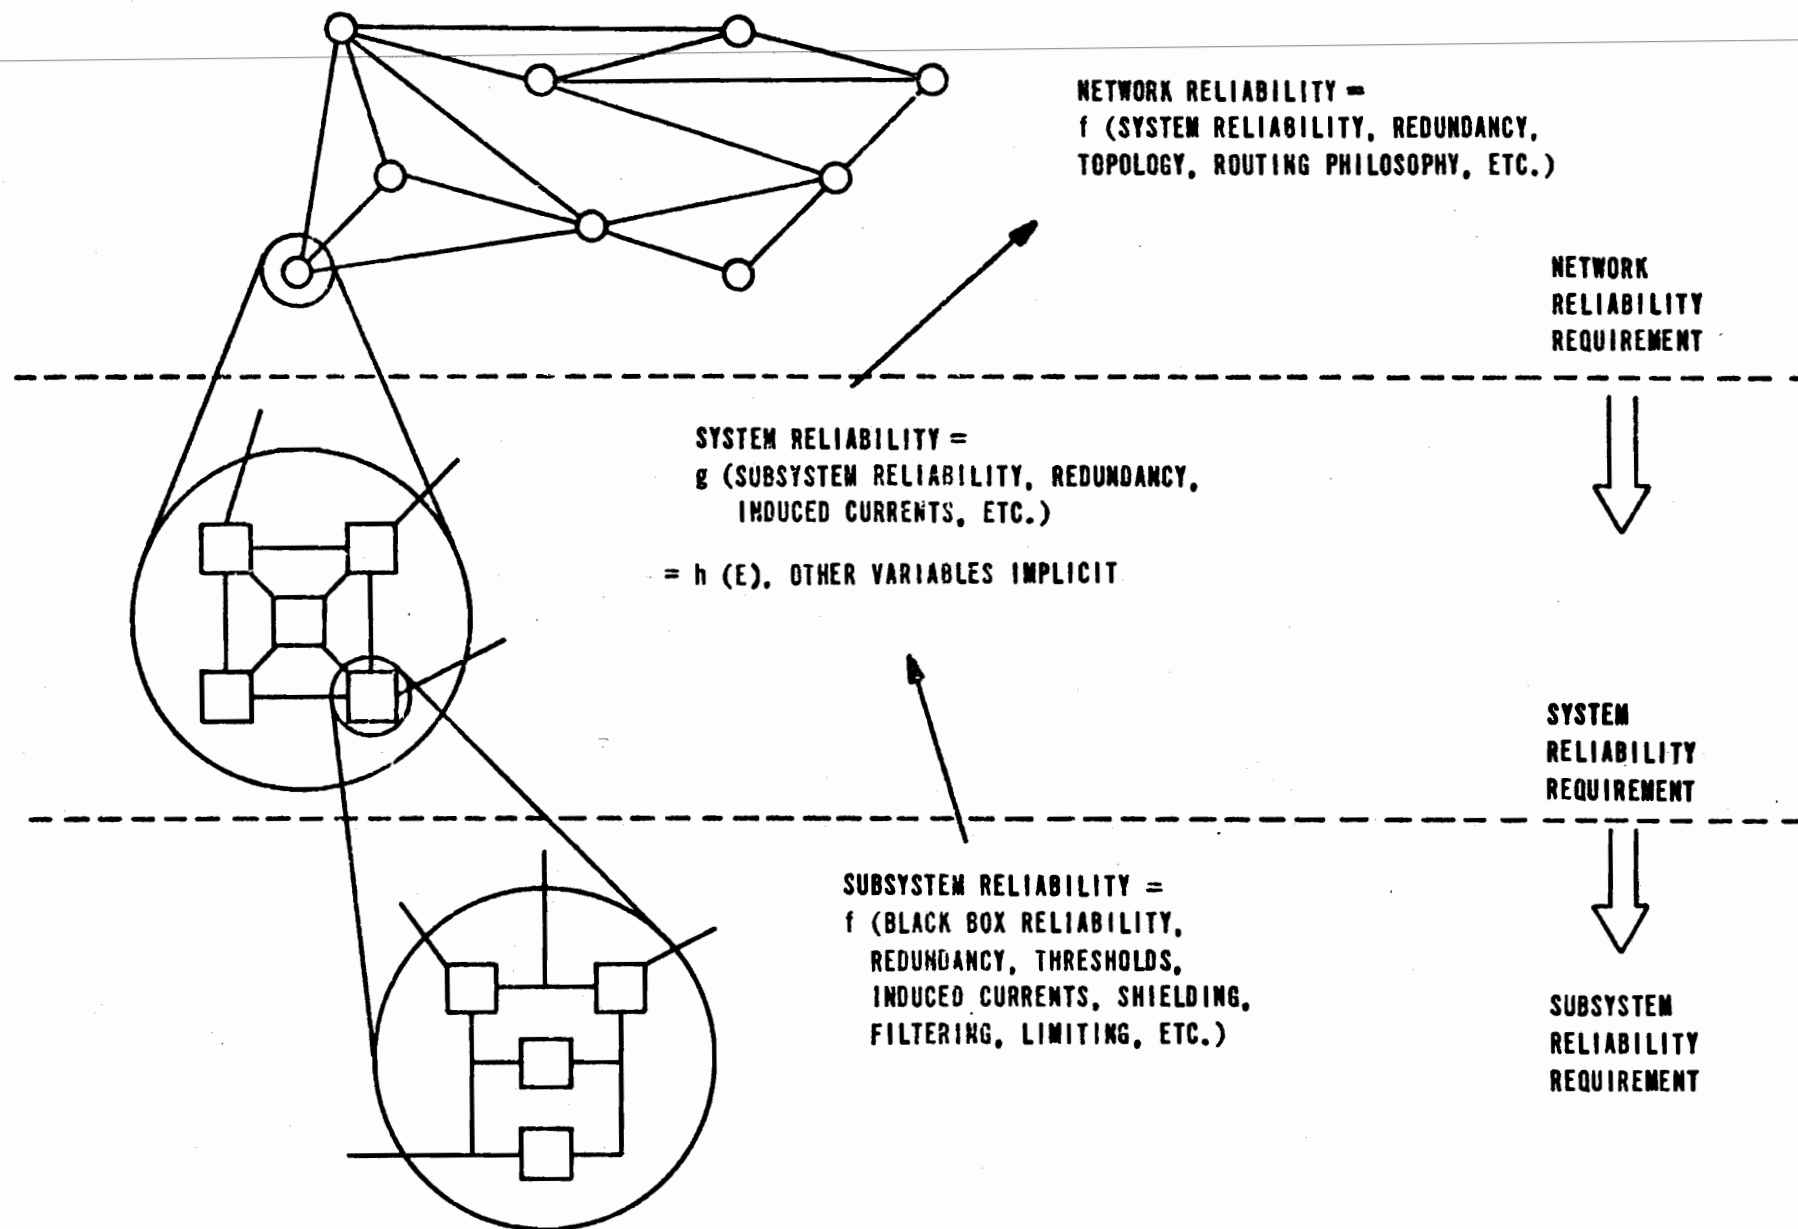 NETWORK RELIABILITY =
f (SYSTEM RELIABILITY, REDUNDANCY,
TOPOLOGY, ROUTING PHILOSOPHY, ETC.)
NETWORK
RELIABILITY
REQUIREMENT
SYSTEM RELIABILITY =
g (SUBSYSTEM RELIABILITY, REDUNDANCY,
INDUCED CURRENTS, ETC.)
= h (E), OTHER VARIABLES IMPLICIT
SYSTEM
RELIABILITY
REQUIREMENT
SUBSYSTEM RELIABILITY =
f (BLACK BOX RELIABILITY,
REDUNDANCY, THRESHOLDS,
INDUCED CURRENTS, SHIELDING,
FILTERING, LIMITING, ETC.)
SUBSYSTEM
RELIABILITY
REQUIREMENT